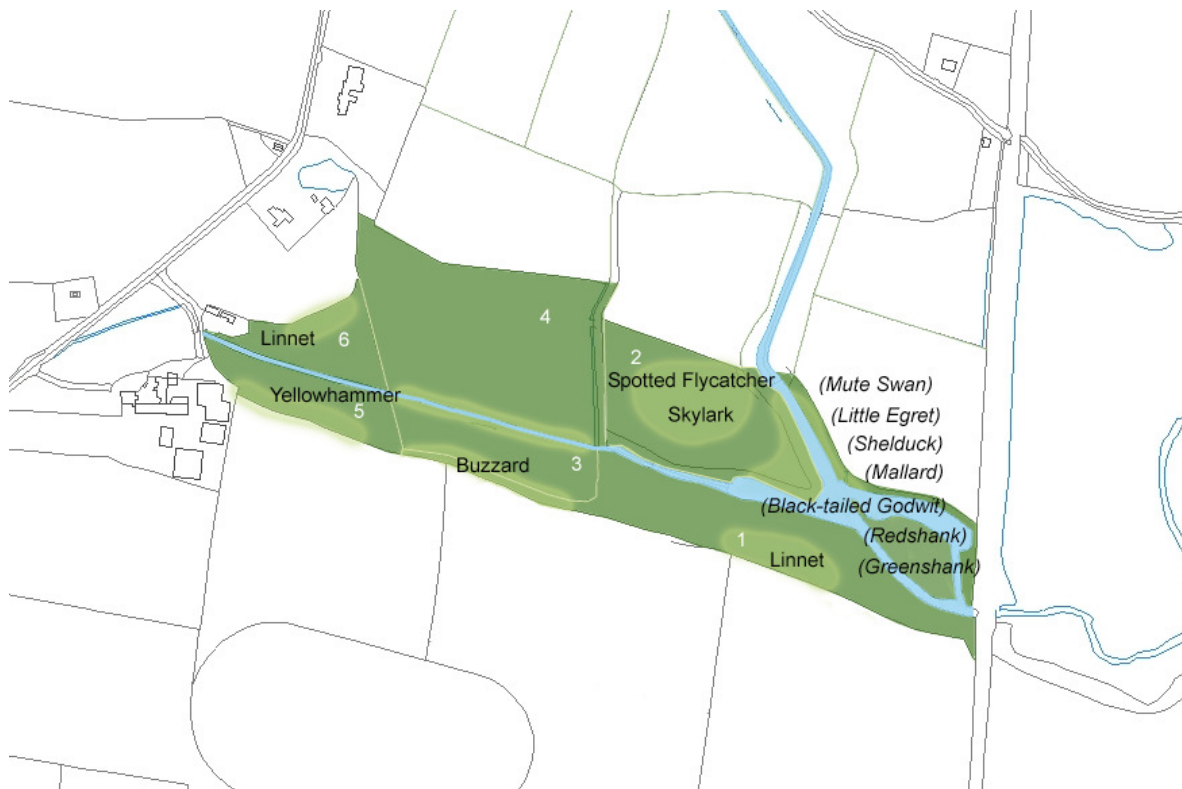 4
Linnet
6
2
Spotted Flycatcher
(Mute Swan)
Yellowhammer
5
Skylark
(Little Egret)
(Shelduck)
Buzzard
3
(Mallard)
(Black-tailed Godwit)
1
(Redshank)
Linnet
(Greenshank)